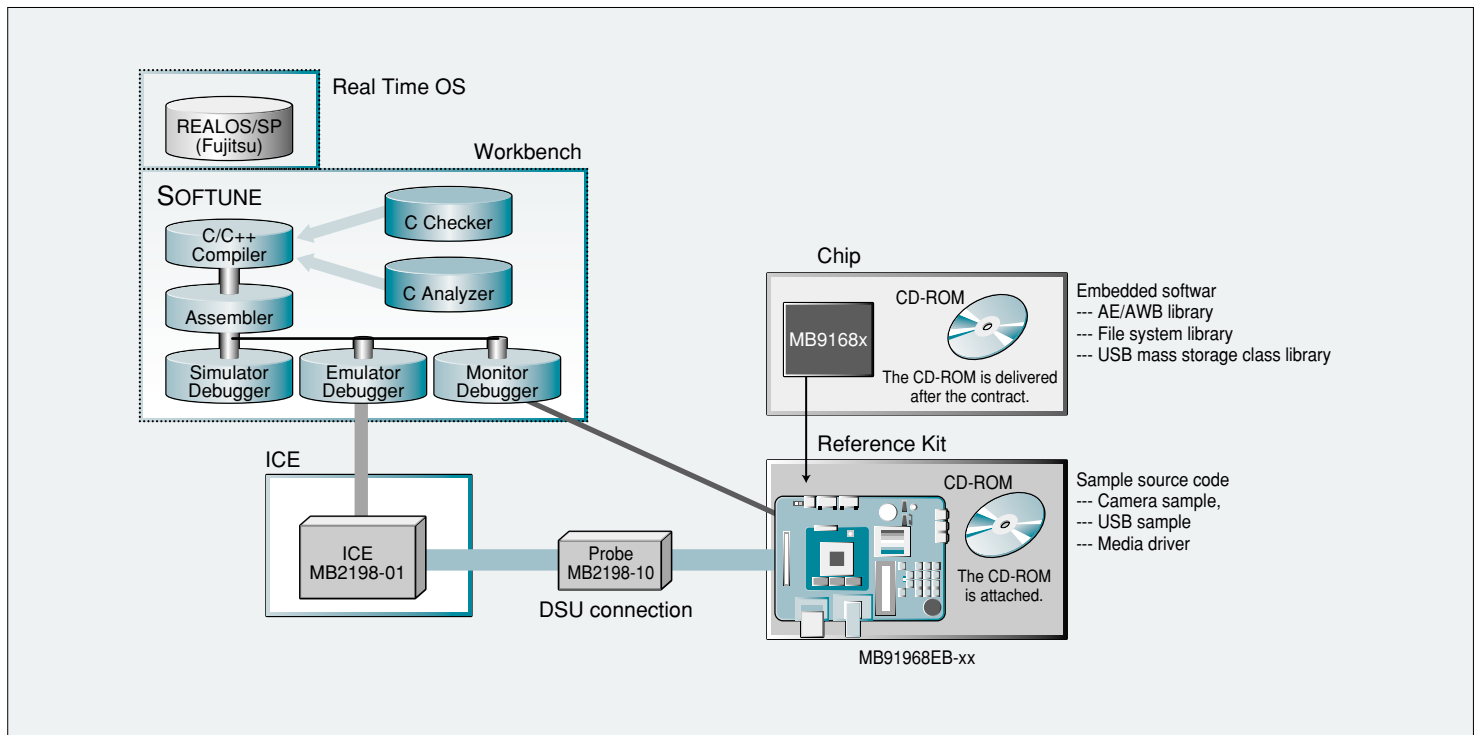 Real Time OS
REALOS/SP
(Fujitsu)
Workbench
SOFTUNE
C/C++
Compiler
C Checker
C Analyzer
Assembler
Simulator
Debugger
Emulator
Debugger
Monitor
Debugger
Chip
MB9168x
CD-ROM
The CD-ROM is delivered
after the contract.
Embedded softwar
--- AE/AWB library
--- File system library
--- USB mass storage class library
ICE
ICE
MB2198-01
Probe
MB2198-10
DSU connection
Reference Kit
CD-ROM
The CD-ROM
is attached.
Sample source code
--- Camera sample,
--- USB sample
--- Media driver
MB91968EB-xx